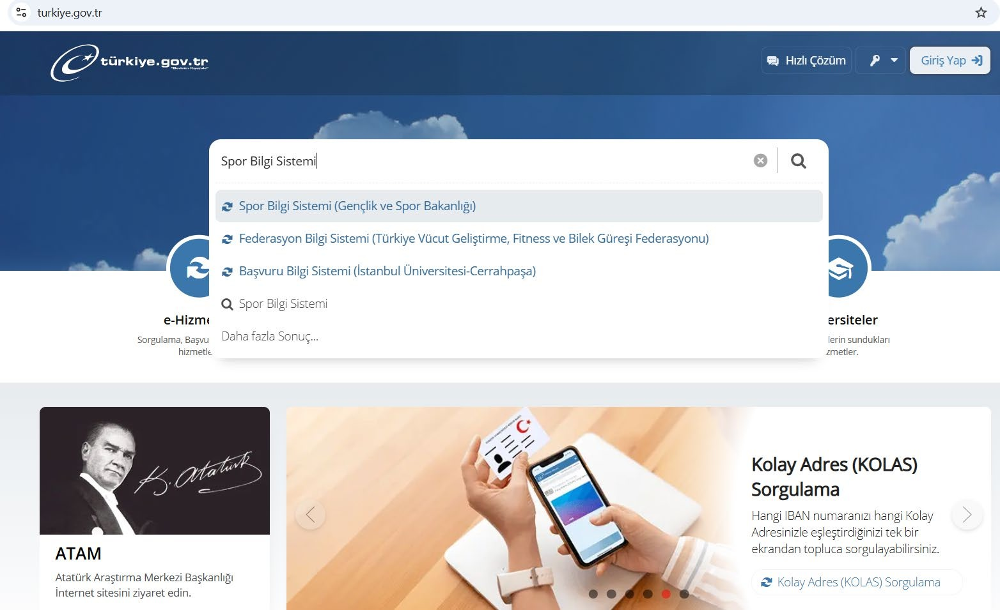 turkiye.gov.tr
türkiye.gov.tr
"Devletin Kısayolu"
Hızlı Çözüm
Giriş Yap
Spor Bilgi Sistemi
Spor Bilgi Sistemi (Gençlik ve Spor Bakanlığı)
Federasyon Bilgi Sistemi (Türkiye Vücut Geliştirme, Fitness ve Bilek Güreşi Federasyonu)
Başvuru Bilgi Sistemi (İstanbul Üniversitesi-Cerrahpaşa)
Spor Bilgi Sistemi
Daha fazla Sonuç...
e-Hizme
Sorgulama, Başvu
hizmetle
ersiteler
lerin sundukları
zmetler.
K. Atatürk
ATAM
Atatürk Araştırma Merkezi Başkanlığı
İnternet sitesini ziyaret edin.
Kolay Adres (KOLAS)
Sorgulama
Hangi IBAN numaranızı hangi Kolay
Adresinizle eşleştirdiğinizi tek bir
ekrandan topluca sorgulayabilirsiniz.
Kolay Adres (KOLAS) Sorgulama